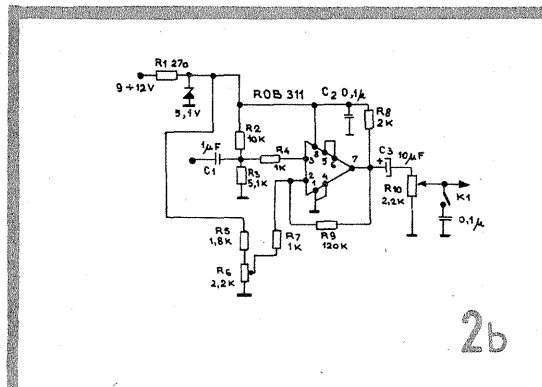 R1 270
9÷12V
5,1V
ROB 311
C2 0,1µ
R8
2K
R2
10K
1µF
C1
R4
1K
R3
5,1K
3
8
5
6
7
2
1
4
C3
+
10µF
R10
2,2K
K1
0,1µ
R5
1,8K
R7
1K
R9
120K
R6
2,2K
2b